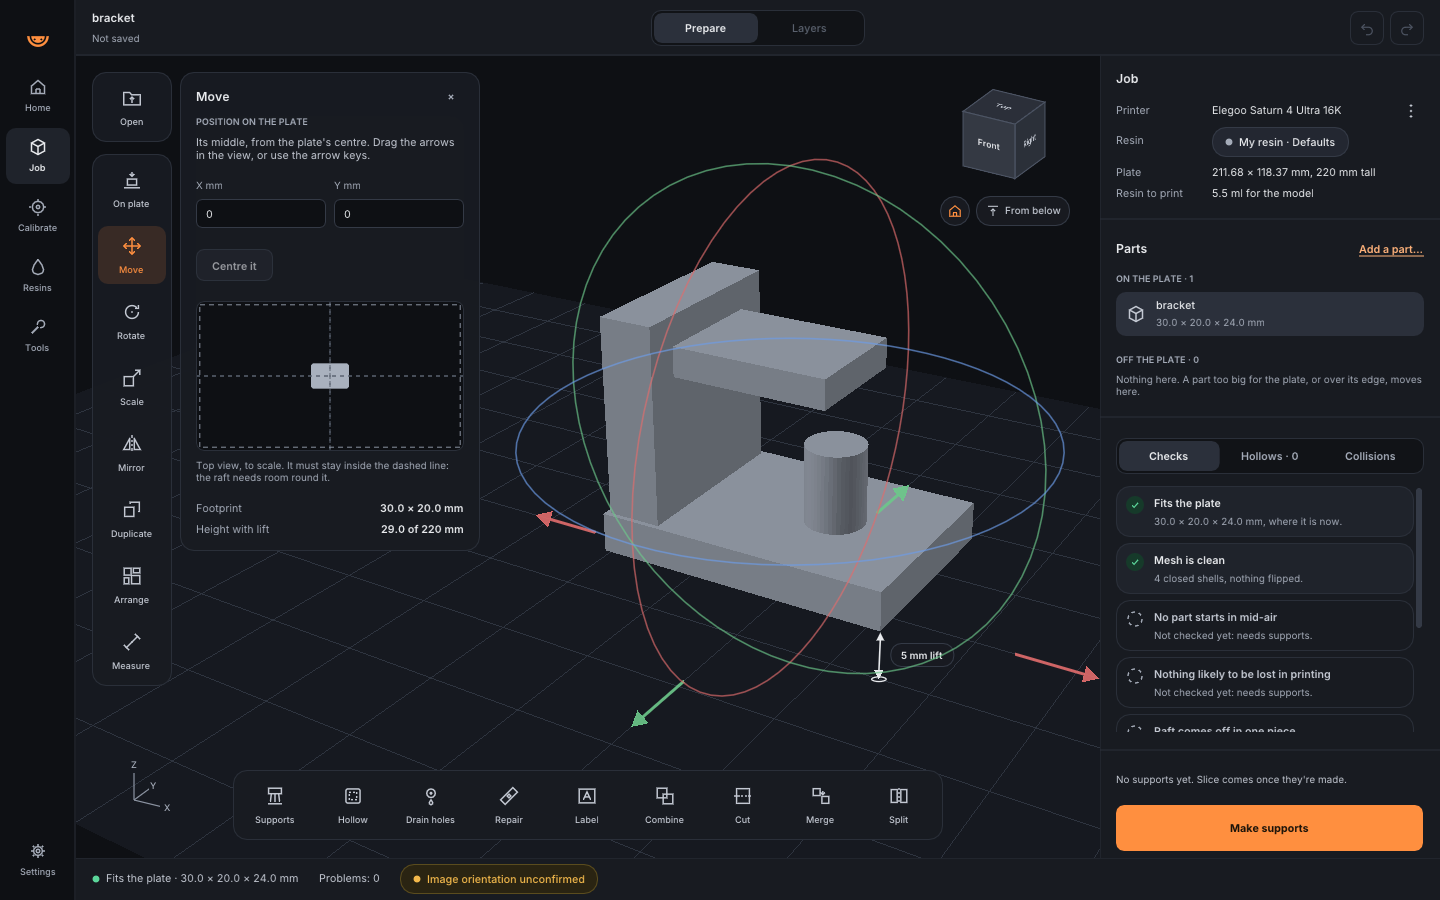 bracket
Not saved
Prepare
Layers
Home
Job
Calibrate
Resins
Tools
Settings
Open
On plate
Move
Rotate
Scale
Mirror
Duplicate
Arrange
Measure
Move
×
POSITION ON THE PLATE
Its middle, from the plate's centre. Drag the arrows
in the view, or use the arrow keys.
X mm
Y mm
0
0
Centre it
Top view, to scale. It must stay inside the dashed line:
the raft needs room round it.
Footprint
30.0 × 20.0 mm
Height with lift
29.0 of 220 mm
Top
Front
Right
From below
5 mm lift
Z
Y
X
Supports
Hollow
Drain holes
Repair
Label
Combine
Cut
Merge
Split
Job
Printer
Elegoo Saturn 4 Ultra 16K
Resin
My resin · Defaults
Plate
211.68 × 118.37 mm, 220 mm tall
Resin to print
5.5 ml for the model
Parts
Add a part...
ON THE PLATE · 1
bracket
30.0 × 20.0 × 24.0 mm
OFF THE PLATE · 0
Nothing here. A part too big for the plate, or over its edge, moves
here.
Checks
Hollows · 0
Collisions
Fits the plate
30.0 × 20.0 × 24.0 mm, where it is now.
Mesh is clean
4 closed shells, nothing flipped.
No part starts in mid-air
Not checked yet: needs supports.
Nothing likely to be lost in printing
Not checked yet: needs supports.
Raft comes off in one piece
No supports yet. Slice comes once they're made.
Make supports
Fits the plate · 30.0 × 20.0 × 24.0 mm
Problems: 0
Image orientation unconfirmed